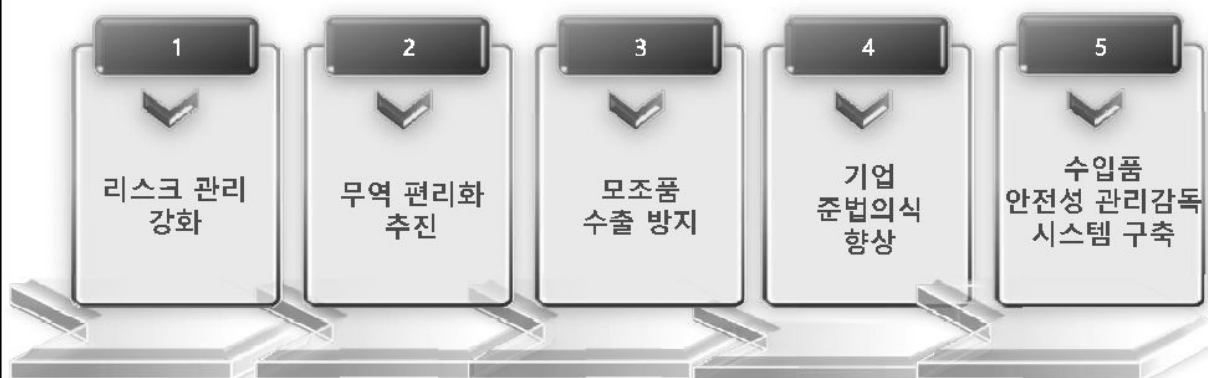 1
리스크 관리
강화
2
무역 편리화
추진
3
모조품
수출 방지
4
기업
준법의식
향상
5
수입품
안전성 관리감독
시스템 구축